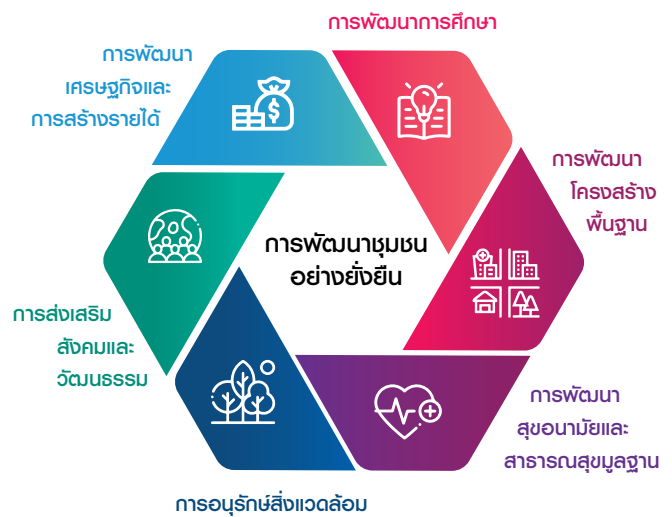 การพัฒนาการศึกษา
การพัฒนา
เศรษฐกิจและ
การสร้างรายได้
การพัฒนา
โครงสร้าง
พื้นฐาน
การพัฒนาชุมชน
อย่างยั่งยืน
การส่งเสริม
สังคมและ
วัฒนธรรม
การพัฒนา
สุขอนามัยและ
สาธารณสุขมูลฐาน
การอนุรักษ์สิ่งแวดล้อม
$